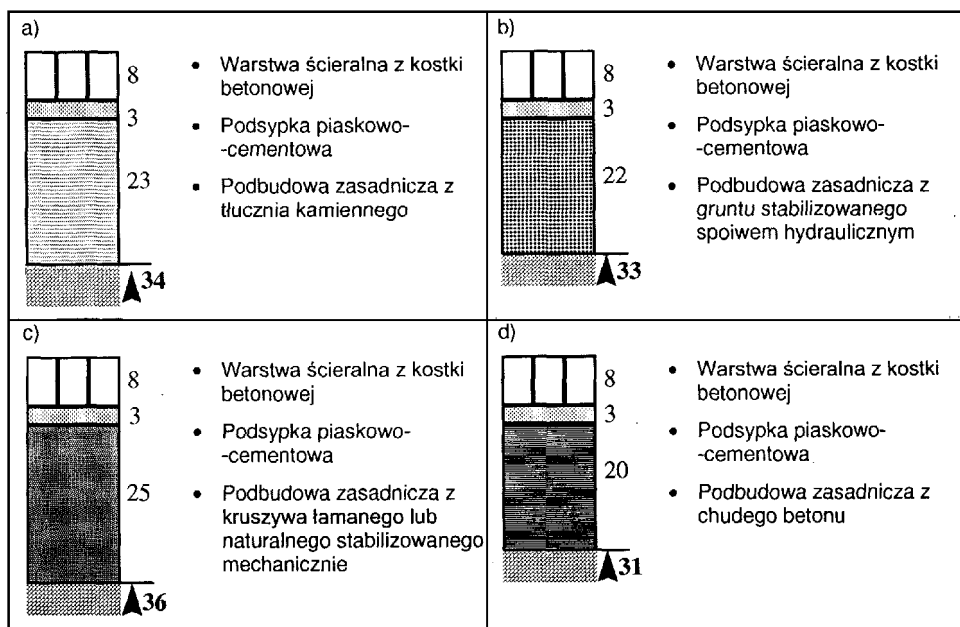 a)
8
3
23
34
• Warstwa ścieralna z kostki
betonowej
• Podsypka piaskowo-
-cementowa
• Podbudowa zasadnicza z
tłucznia kamiennego
b)
8
3
22
33
• Warstwa ścieralna z kostki
betonowej
• Podsypka piaskowo-
-cementowa
• Podbudowa zasadnicza z
gruntu stabilizowanego
spoiwem hydraulicznym
c)
8
3
25
36
• Warstwa ścieralna z kostki
betonowej
• Podsypka piaskowo-
-cementowa
• Podbudowa zasadnicza z
kruszywa łamanego lub
naturalnego stabilizowanego
mechanicznie
d)
8
3
20
31
• Warstwa ścieralna z kostki
betonowej
• Podsypka piaskowo-
-cementowa
• Podbudowa zasadnicza z
chudego betonu